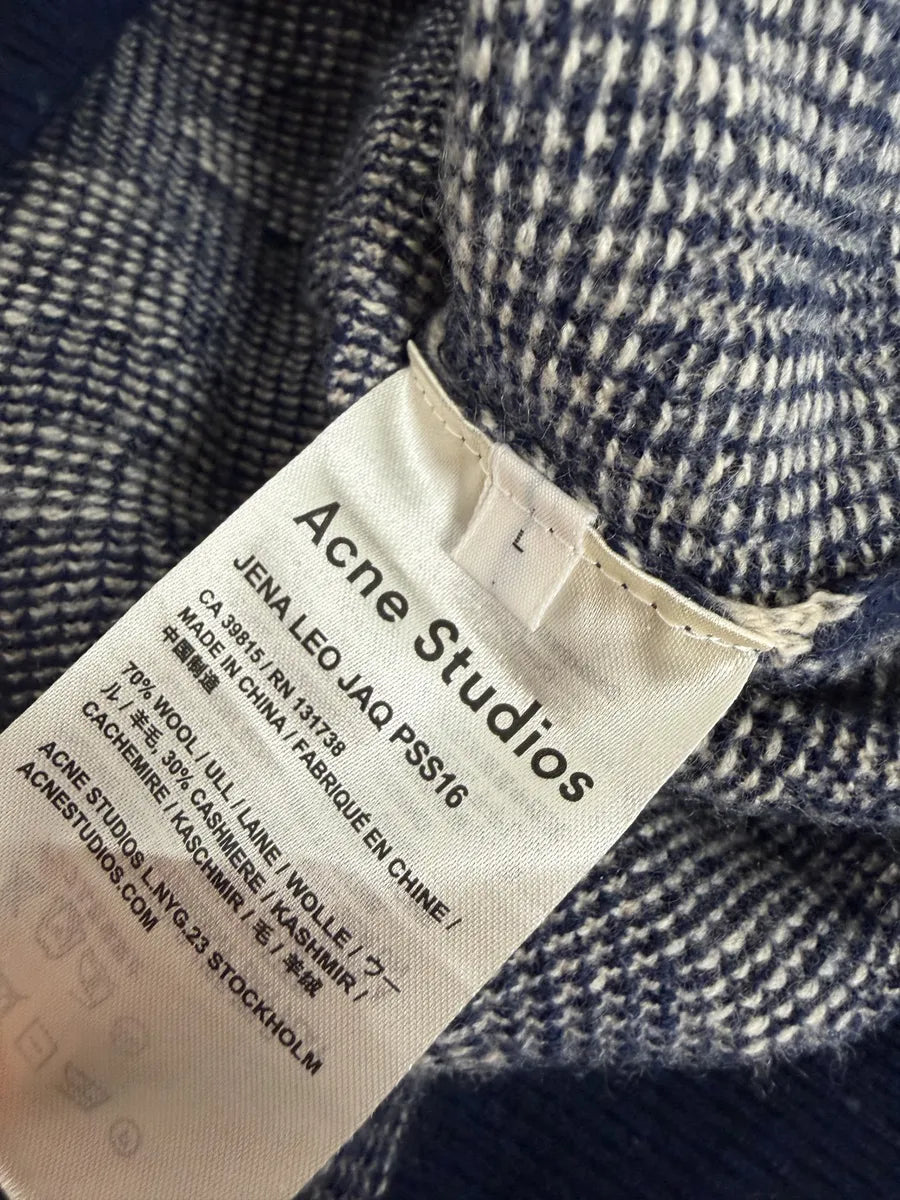 L
Acne Studios
JENA LEO JAQ PSS16
CA 39815 / RN 131738
MADE IN CHINA / FABRIQUÉ EN CHINE /
中国制造
70% WOOL / ULL / LAINE / WOLLE / ウー
ル / 羊毛, 30% CASHMERE / KASHMIR /
CACHEMIRE / KASCHMIR / 毛 / 羊绒
ACNE STUDIOS L.NYG.23 STOCKHOLM
ACNESTUDIOS.COM